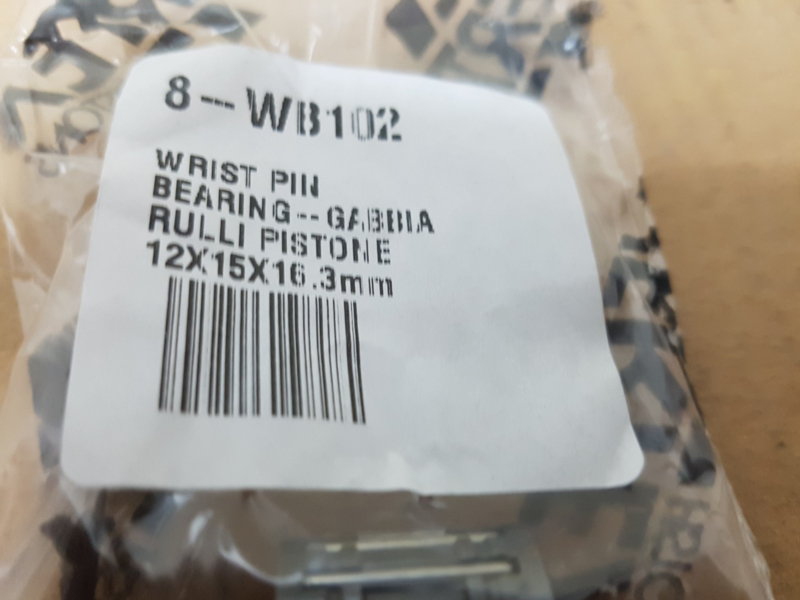 8--WB102
WRIST PIN
BEARING--GABBIA
RULLI PISTONE
12X15X16.3mm